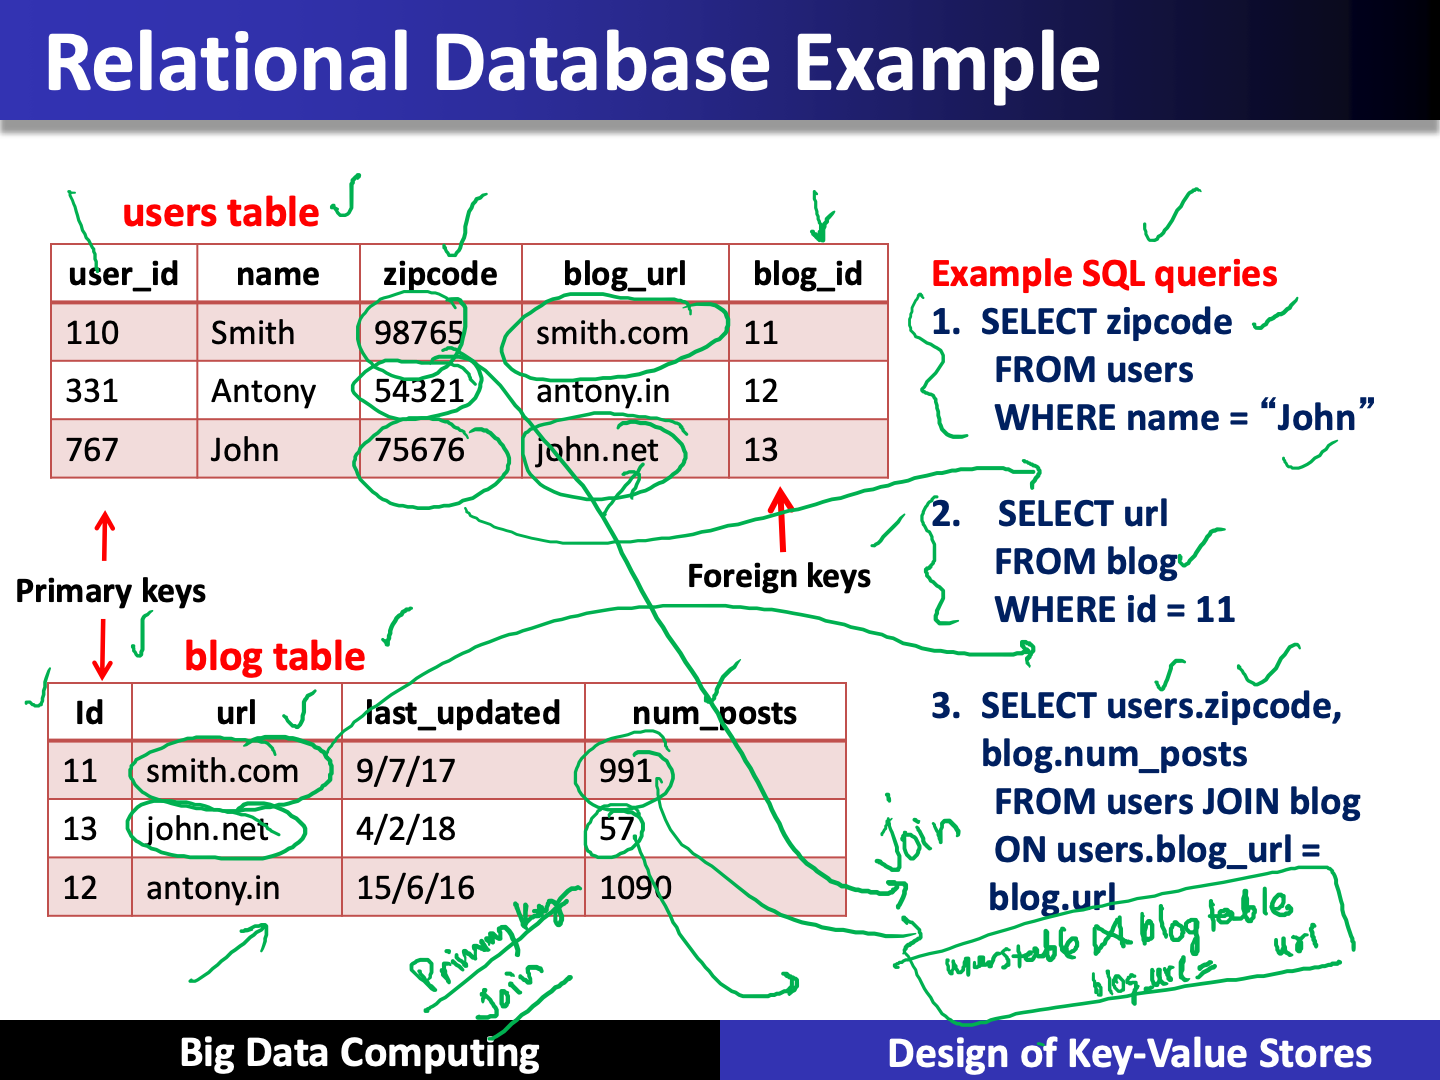 Relational Database Example
users table
user_id name zipcode blog_url blog_id
110 Smith 98765 smith.com 11
331 Antony 54321 antony.in 12
767 John 75676 john.net 13
Primary keys
Foreign keys
blog table
Id url last_updated num_posts
11 smith.com 9/7/17 991
13 john.net 4/2/18 57
12 antony.in 15/6/16 1090
Primary Key
Join
Example SQL queries
1. SELECT zipcode
FROM users
WHERE name = “John”
2. SELECT url
FROM blog
WHERE id = 11
3. SELECT users.zipcode,
blog.num_posts
FROM users JOIN blog
ON users.blog_url =
blog.url
Join
userstable ⋈ blog table
blog_url = url
Big Data Computing
Design of Key-Value Stores